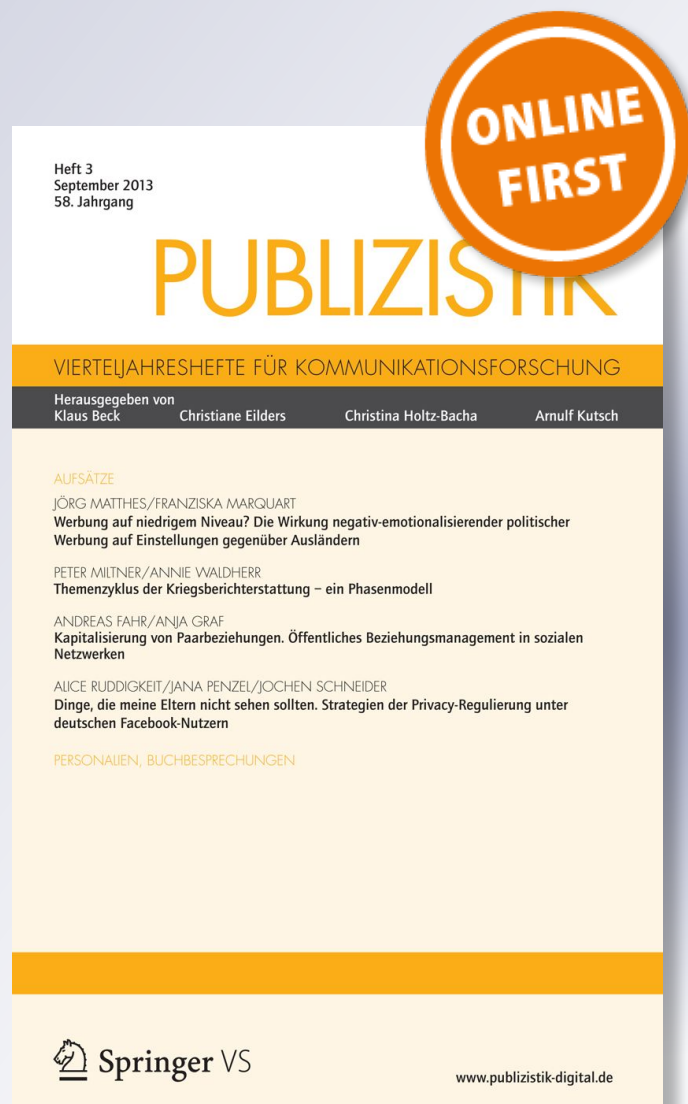 ONLINE
FIRST
Heft 3
September 2013
58. Jahrgang
PUBLIZISTIK
VIERTELJAHRESHEFTE FÜR KOMMUNIKATIONSFORSCHUNG
Herausgegeben von
Klaus Beck Christiane Eilders Christina Holtz-Bacha Arnulf Kutsch
AUFSÄTZE
JÖRG MATTHES/FRANZISKA MARQUART
Werbung auf niedrigem Niveau? Die Wirkung negativ-emotionalisierender politischer
Werbung auf Einstellungen gegenüber Ausländern
PETER MILTNER/ANNIE WALDHERR
Themenzyklus der Kriegsberichterstattung – ein Phasenmodell
ANDREAS FAHR/ANJA GRAF
Kapitalisierung von Paarbeziehungen. Öffentliches Beziehungsmanagement in sozialen
Netzwerken
ALICE RUDDIGKEIT/JANA PENZEL/JOCHEN SCHNEIDER
Dinge, die meine Eltern nicht sehen sollten. Strategien der Privacy-Regulierung unter
deutschen Facebook-Nutzern
PERSONALIEN, BUCHBESPRECHUNGEN
Springer VS
www.publizistik-digital.de